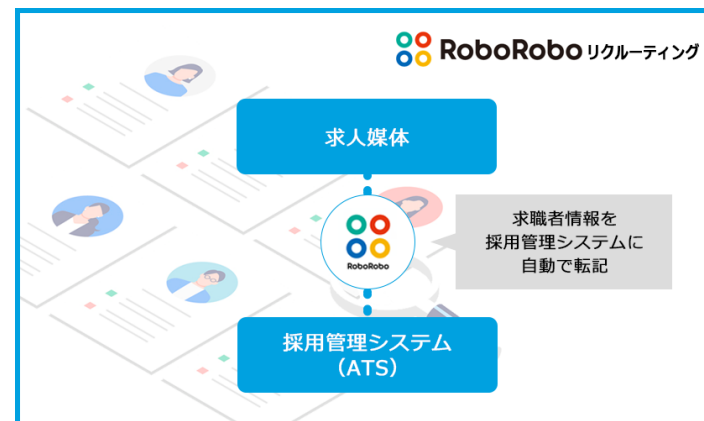 RoboRobo リクルーティング
求人媒体
RoboRobo
求職者情報を
採用管理システムに
自動で転記
採用管理システム
（ATS）